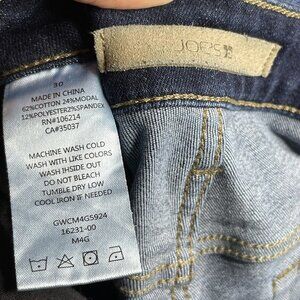 JOE'S
30
MADE IN CHINA
62%COTTON 24%MODAL
12%POLYESTER2%SPANDEX
RN#106214
CA#35037
MACHINE WASH COLD
WASH WITH LIKE COLORS
WASH INSIDE OUT
DO NOT BLEACH
TUMBLE DRY LOW
COOL IRON IF NEEDED
GWCM4G5924
16231-00
M4G